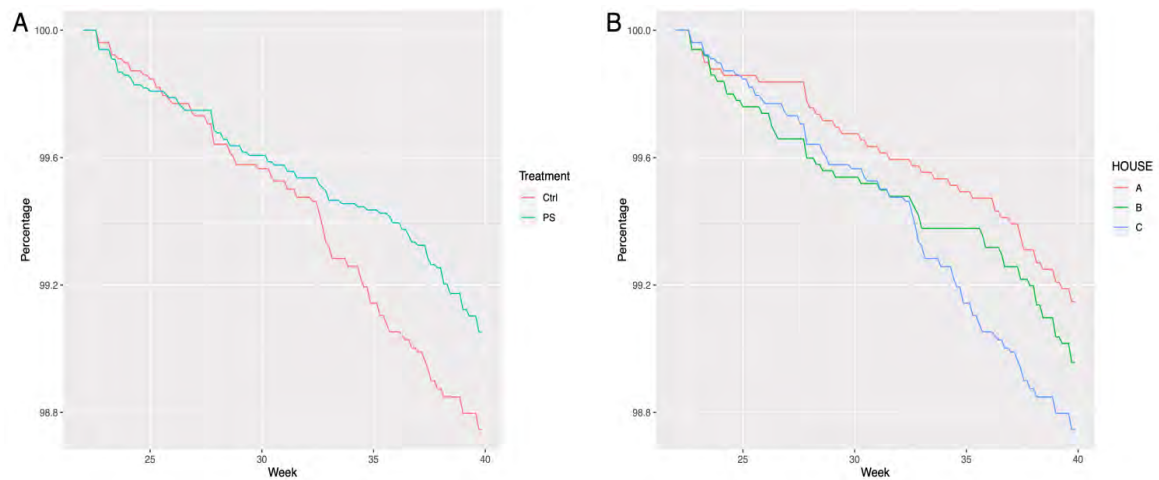 A
100.0
99.6
99.2
98.8
Percentage
25
30
35
40
Week
Treatment
Ctrl
PS
B
100.0
99.6
99.2
98.8
Percentage
25
30
35
40
Week
HOUSE
A
B
C